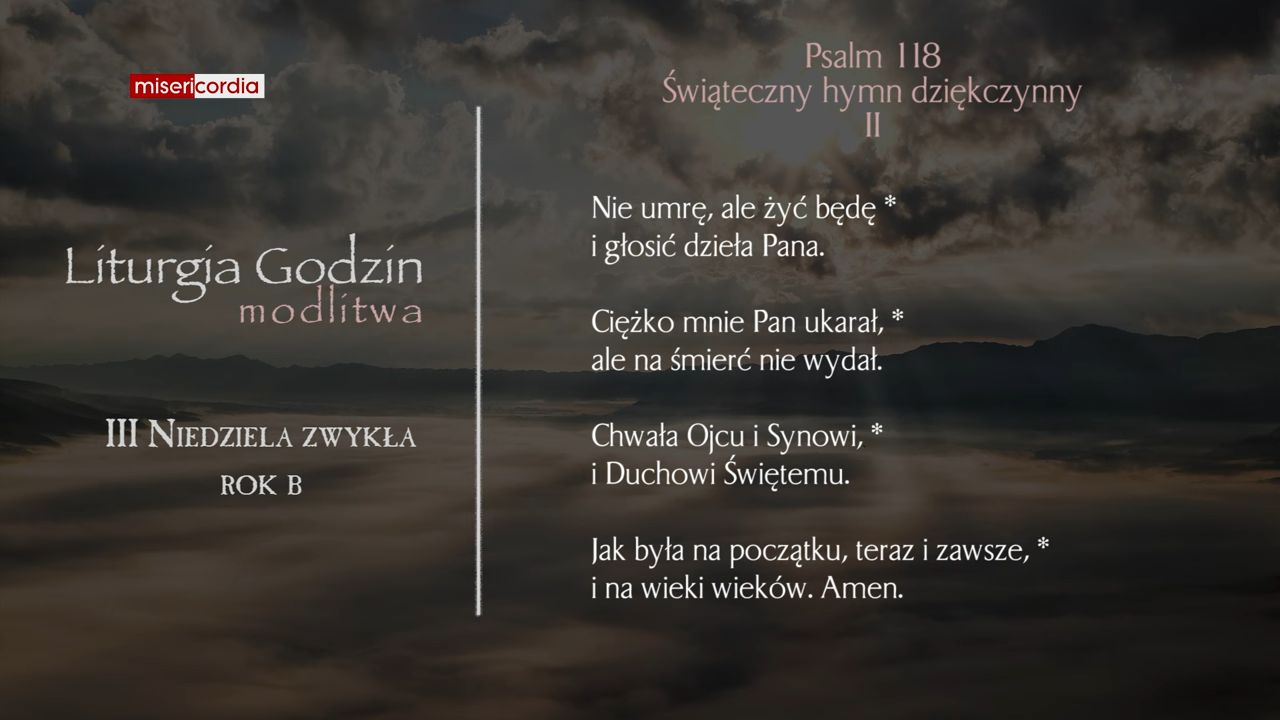 misericordia
Liturgia Godzin
modlitwa
III Niedziela zwykła
rok B
Psalm 118
Świąteczny hymn dziękczynny
II
Nie umrę, ale żyć będę *
i głosić dzieła Pana.
Ciężko mnie Pan ukarał, *
ale na śmierć nie wydał.
Chwała Ojcu i Synowi, *
i Duchowi Świętemu.
Jak była na początku, teraz i zawsze, *
i na wieki wieków. Amen.